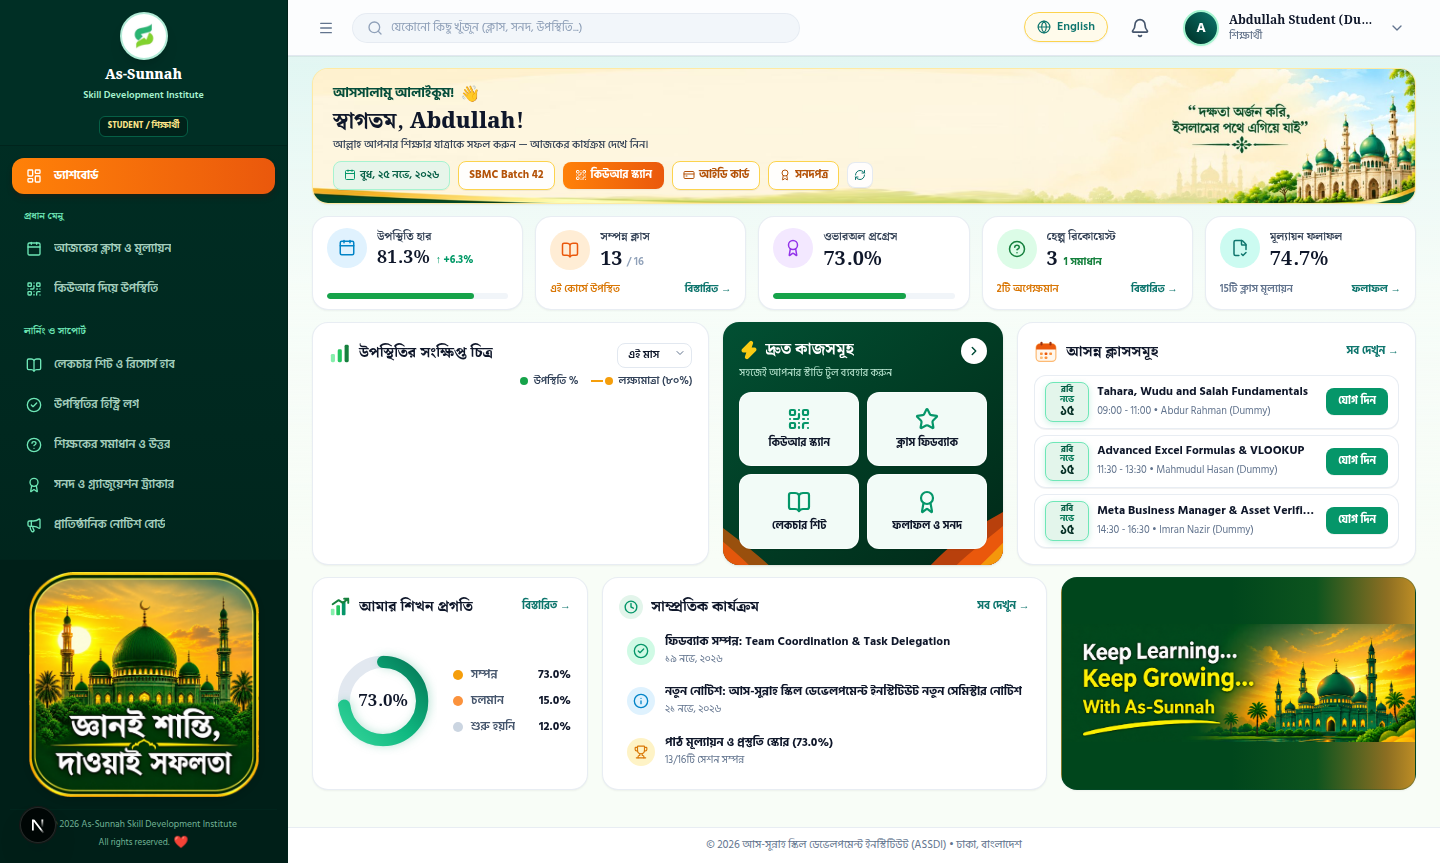 As-Sunnah
Skill Development Institute
STUDENT / শিক্ষার্থী
ড্যাশবোর্ড
প্রধান মেনু
আজকের ক্লাস ও মূল্যায়ন
কিউআর দিয়ে উপস্থিতি
লার্নিং ও সাপোর্ট
লেকচার শিট ও রিসোর্স হাব
উপস্থিতির হিস্ট্রি লগ
শিক্ষকের সমাধান ও উত্তর
সনদ ও গ্র্যাজুয়েশন ট্র্যাকার
প্রাতিষ্ঠানিক নোটিশ বোর্ড
জ্ঞানই শান্তি,
দাওয়াই সফলতা
N
2026 As-Sunnah Skill Development Institute
All rights reserved. ❤️
যেকোনো কিছু খুঁজুন (ক্লাস, সনদ, উপস্থিতি...)
English
A
Abdullah Student (Du...
শিক্ষার্থী
আসসালামু আলাইকুম! 👋
স্বাগতম, Abdullah!
আল্লাহ আপনার শিক্ষার যাত্রাকে সফল করুন — আজকের কার্যক্রম দেখে নিন।
বুধ, ২৫ নভে, ২০২৬
SBMC Batch 42
কিউআর স্ক্যান
আইডি কার্ড
সনদপত্র
“ দক্ষতা অর্জন করি,
ইসলামের পথে এগিয়ে যাই”
উপস্থিতি হার
81.3% ↑ +6.3%
সম্পন্ন ক্লাস
13 / 16
এই কোর্সে উপস্থিত
বিস্তারিত →
ওভারঅল প্রগ্রেস
73.0%
হেল্প রিকোয়েস্ট
3 1 সমাধান
2টি অপেক্ষমান
বিস্তারিত →
মূল্যায়ন ফলাফল
74.7%
15টি ক্লাস মূল্যায়ন
ফলাফল →
উপস্থিতির সংক্ষিপ্ত চিত্র
এই মাস
উপস্থিতি %
লক্ষ্যমাত্রা (৮০%)
দ্রুত কাজসমূহ
সহজেই আপনার স্টাডি টুল ব্যবহার করুন
কিউআর স্ক্যান
ক্লাস ফিডব্যাক
লেকচার শিট
ফলাফল ও সনদ
আসন্ন ক্লাসসমূহ
সব দেখুন →
রবি
নভে
১৫
Tahara, Wudu and Salah Fundamentals
09:00 - 11:00 • Abdur Rahman (Dummy)
যোগ দিন
রবি
নভে
১৫
Advanced Excel Formulas & VLOOKUP
11:30 - 13:30 • Mahmudul Hasan (Dummy)
যোগ দিন
রবি
নভে
১৫
Meta Business Manager & Asset Verifi...
14:30 - 16:30 • Imran Nazir (Dummy)
যোগ দিন
আমার শিখন প্রগতি
বিস্তারিত →
73.0%
সম্পন্ন 73.0%
চলমান 15.0%
শুরু হয়নি 12.0%
সাম্প্রতিক কার্যক্রম
সব দেখুন →
ফিডব্যাক সম্পন্ন: Team Coordination & Task Delegation
১৯ নভে, ২০২৬
নতুন নোটিশ: আস-সুন্নাহ স্কিল ডেভেলপমেন্ট ইনস্টিটিউট নতুন সেমিস্টার নোটিশ
২১ নভে, ২০২৬
পাঠ মূল্যায়ন ও প্রস্তুতি স্কোর (73.0%)
13/16টি সেশন সম্পন্ন
Keep Learning...
Keep Growing...
With As-Sunnah
© 2026 আস-সুন্নাহ স্কিল ডেভেলপমেন্ট ইনস্টিটিউট (ASSDI) • ঢাকা, বাংলাদেশ